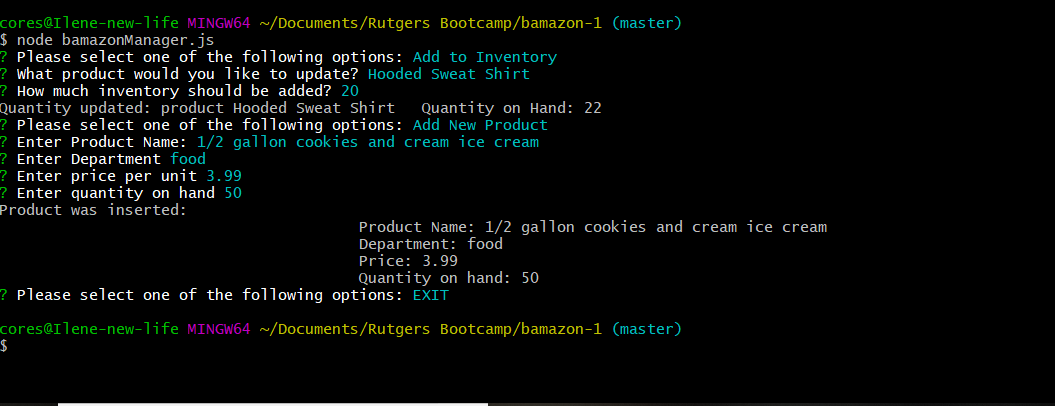 cores@Ilene-new-life MINGW64 ~/Documents/Rutgers Bootcamp/bamazon-1 (master)
$ node bamazonManager.js
? Please select one of the following options: Add to Inventory
? What product would you like to update? Hooded Sweat Shirt
? How much inventory should be added? 20
Quantity updated: product Hooded Sweat Shirt   Quantity on Hand: 22
? Please select one of the following options: Add New Product
? Enter Product Name: 1/2 gallon cookies and cream ice cream
? Enter Department food
? Enter price per unit 3.99
? Enter quantity on hand 50
Product was inserted:
Product Name: 1/2 gallon cookies and cream ice cream
Department: food
Price: 3.99
Quantity on hand: 50
? Please select one of the following options: EXIT
cores@Ilene-new-life MINGW64 ~/Documents/Rutgers Bootcamp/bamazon-1 (master)
$